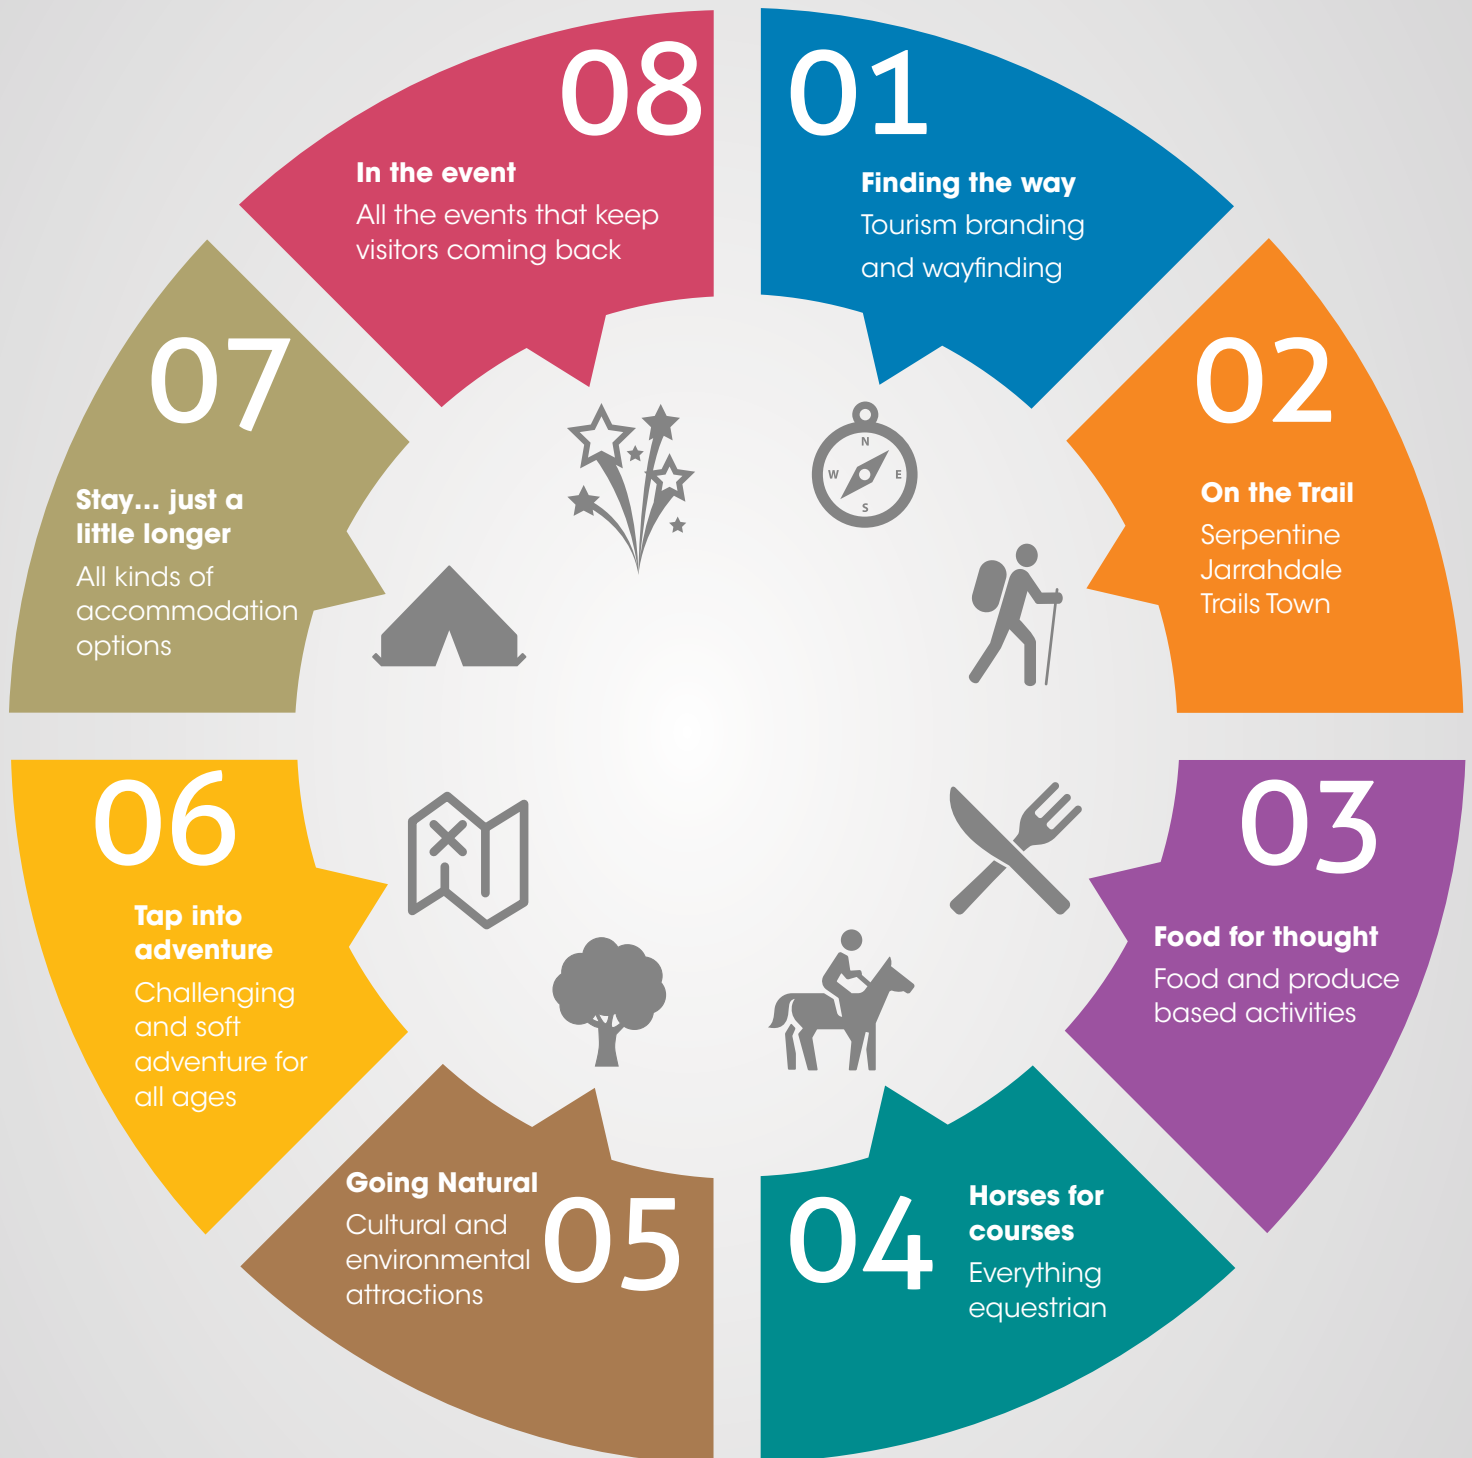 01
Finding the way
Tourism branding
and wayfinding
02
On the Trail
Serpentine
Jarrahdale
Trails Town
03
Food for thought
Food and produce
based activities
04
Horses for
courses
Everything
equestrian
05
Going Natural
Cultural and
environmental
attractions
06
Tap into
adventure
Challenging
and soft
adventure for
all ages
07
Stay... just a
little longer
All kinds of
accommodation
options
08
In the event
All the events that keep
visitors coming back
N
W E
S